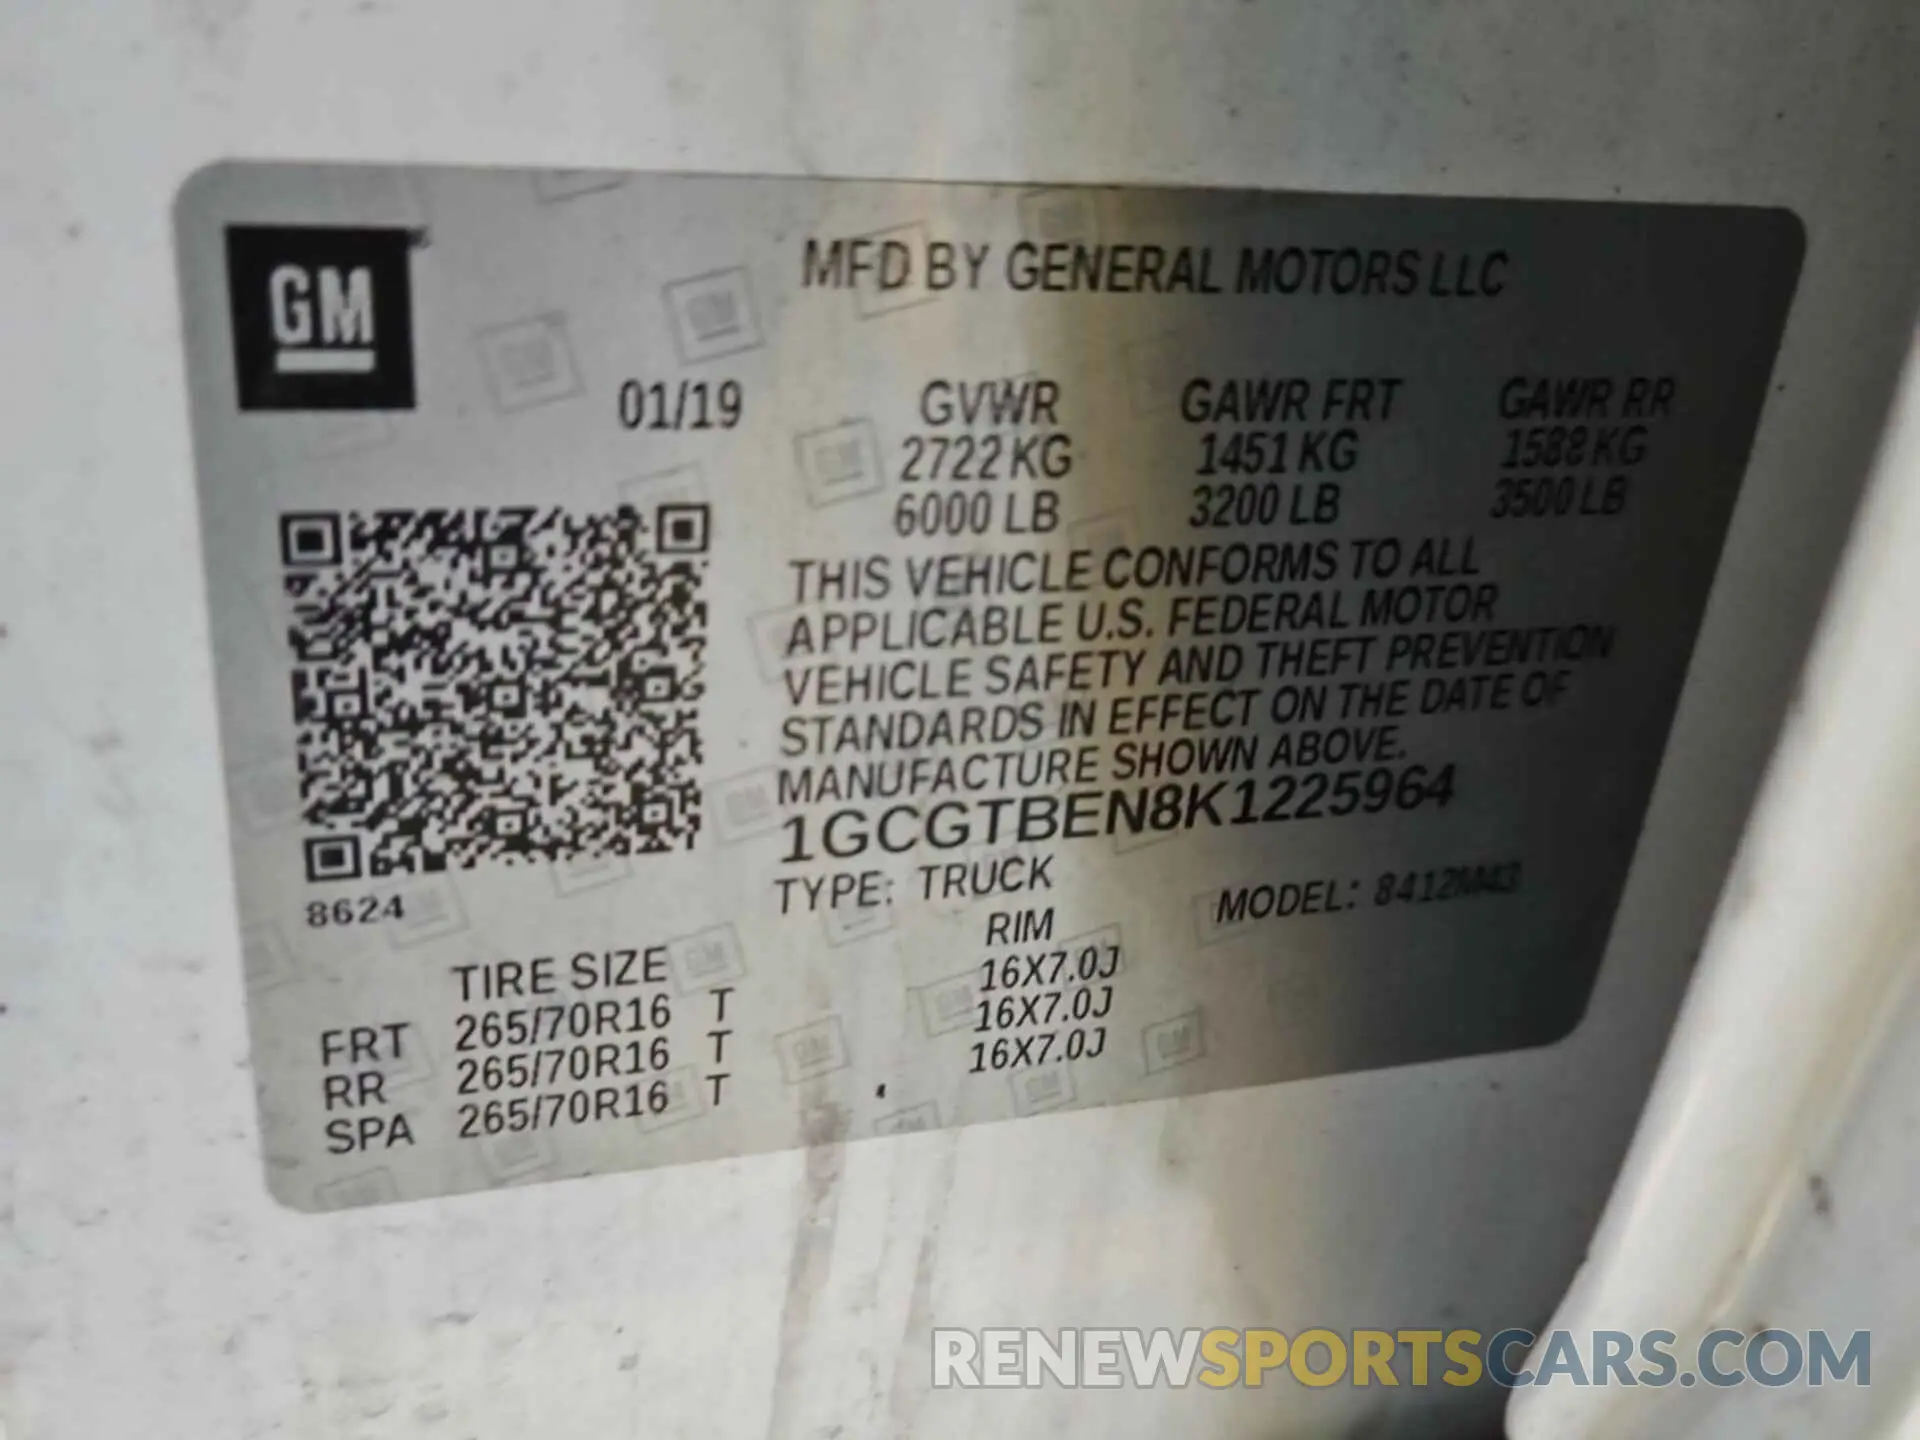 GM
MFD BY GENERAL MOTORS LLC
01/19 GVWR GAWR FRT GAWR RR
2722 KG 1451 KG 1588 KG
6000 LB 3200 LB 3500 LB
THIS VEHICLE CONFORMS TO ALL
APPLICABLE U.S. FEDERAL MOTOR
VEHICLE SAFETY AND THEFT PREVENTION
STANDARDS IN EFFECT ON THE DATE OF
MANUFACTURE SHOWN ABOVE.
1GCGTBEN8K1225964
8624
TYPE: TRUCK MODEL: 8412M43
TIRE SIZE RIM
FRT 265/70R16 T 16X7.0J
RR 265/70R16 T 16X7.0J
SPA 265/70R16 T 16X7.0J
RENEWSPORTSCARS.COM